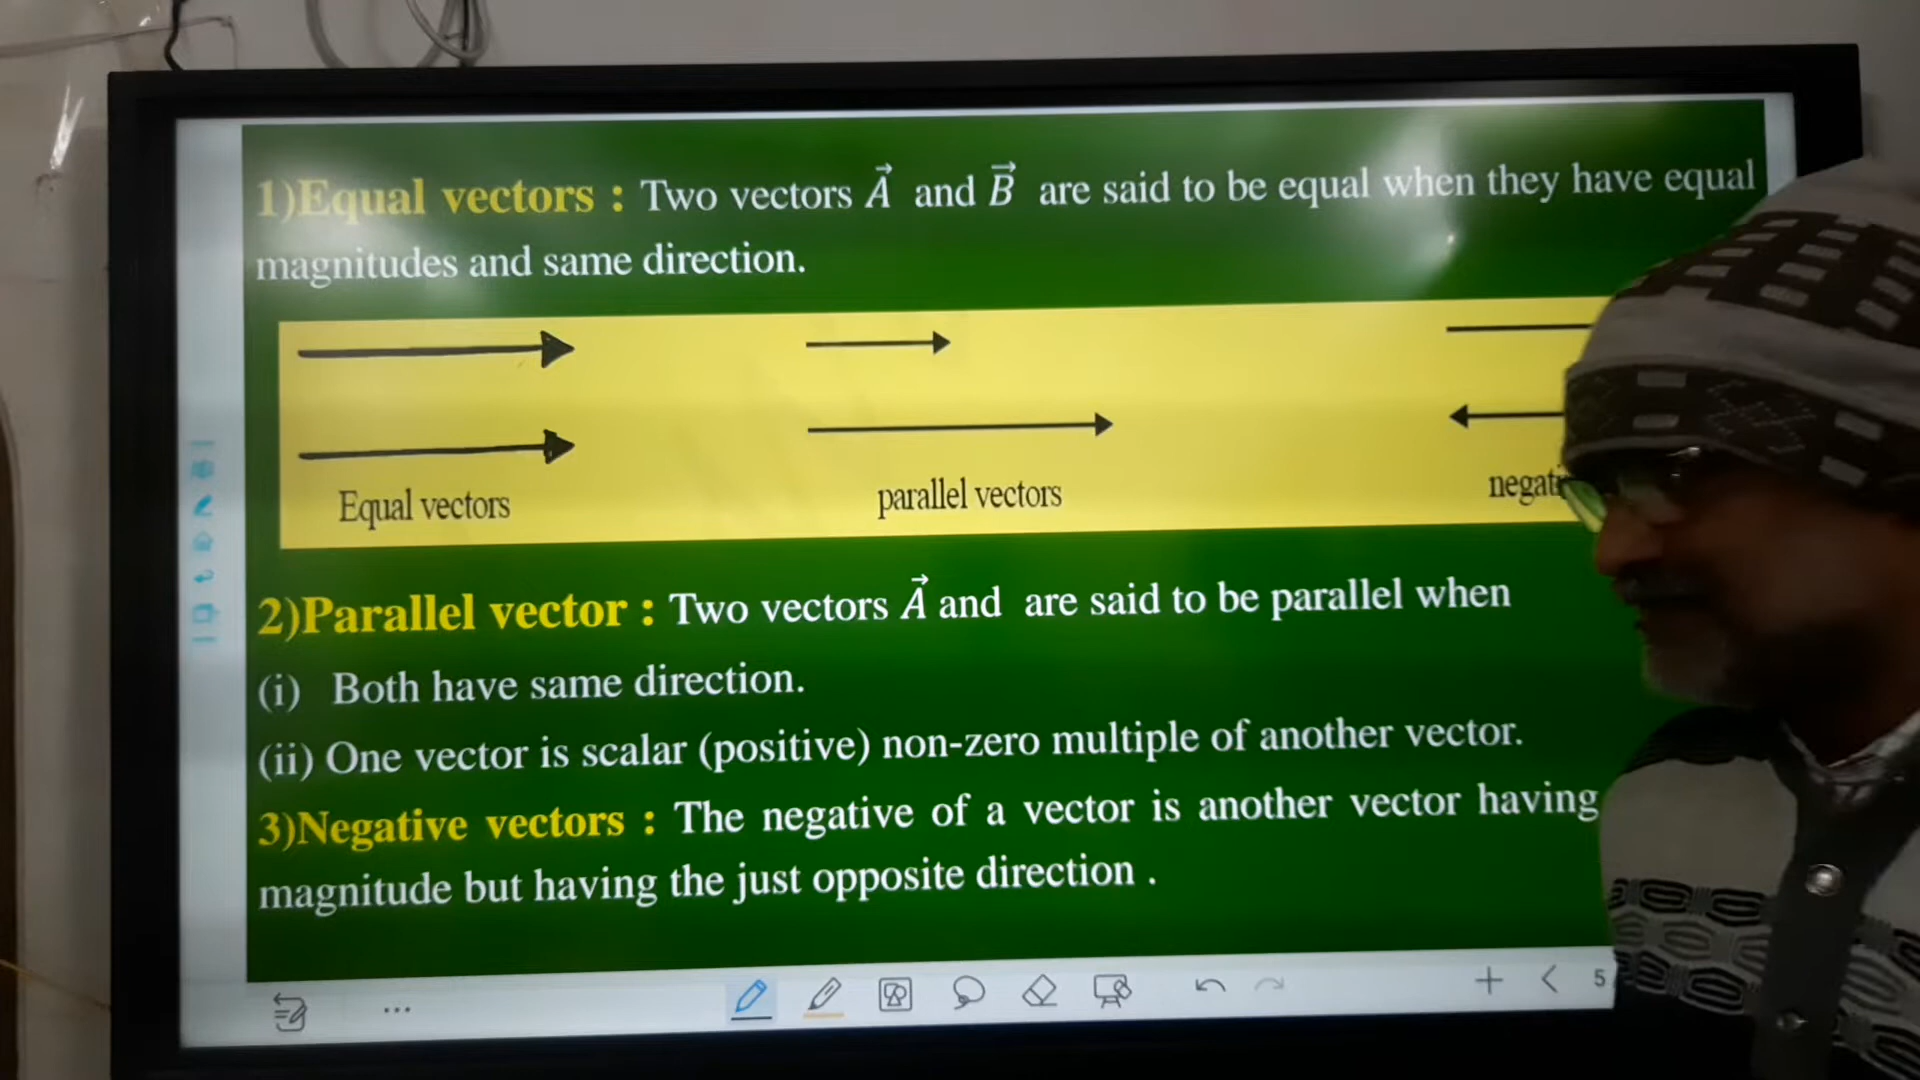 1)Equal vectors : Two vectors A⃗ and B⃗ are said to be equal when they have equal
magnitudes and same direction.
Equal vectors
parallel vectors
2)Parallel vector : Two vectors A⃗ and are said to be parallel when
(i) Both have same direction.
(ii) One vector is scalar (positive) non-zero multiple of another vector.
3)Negative vectors : The negative of a vector is another vector having
magnitude but having the just opposite direction .
5